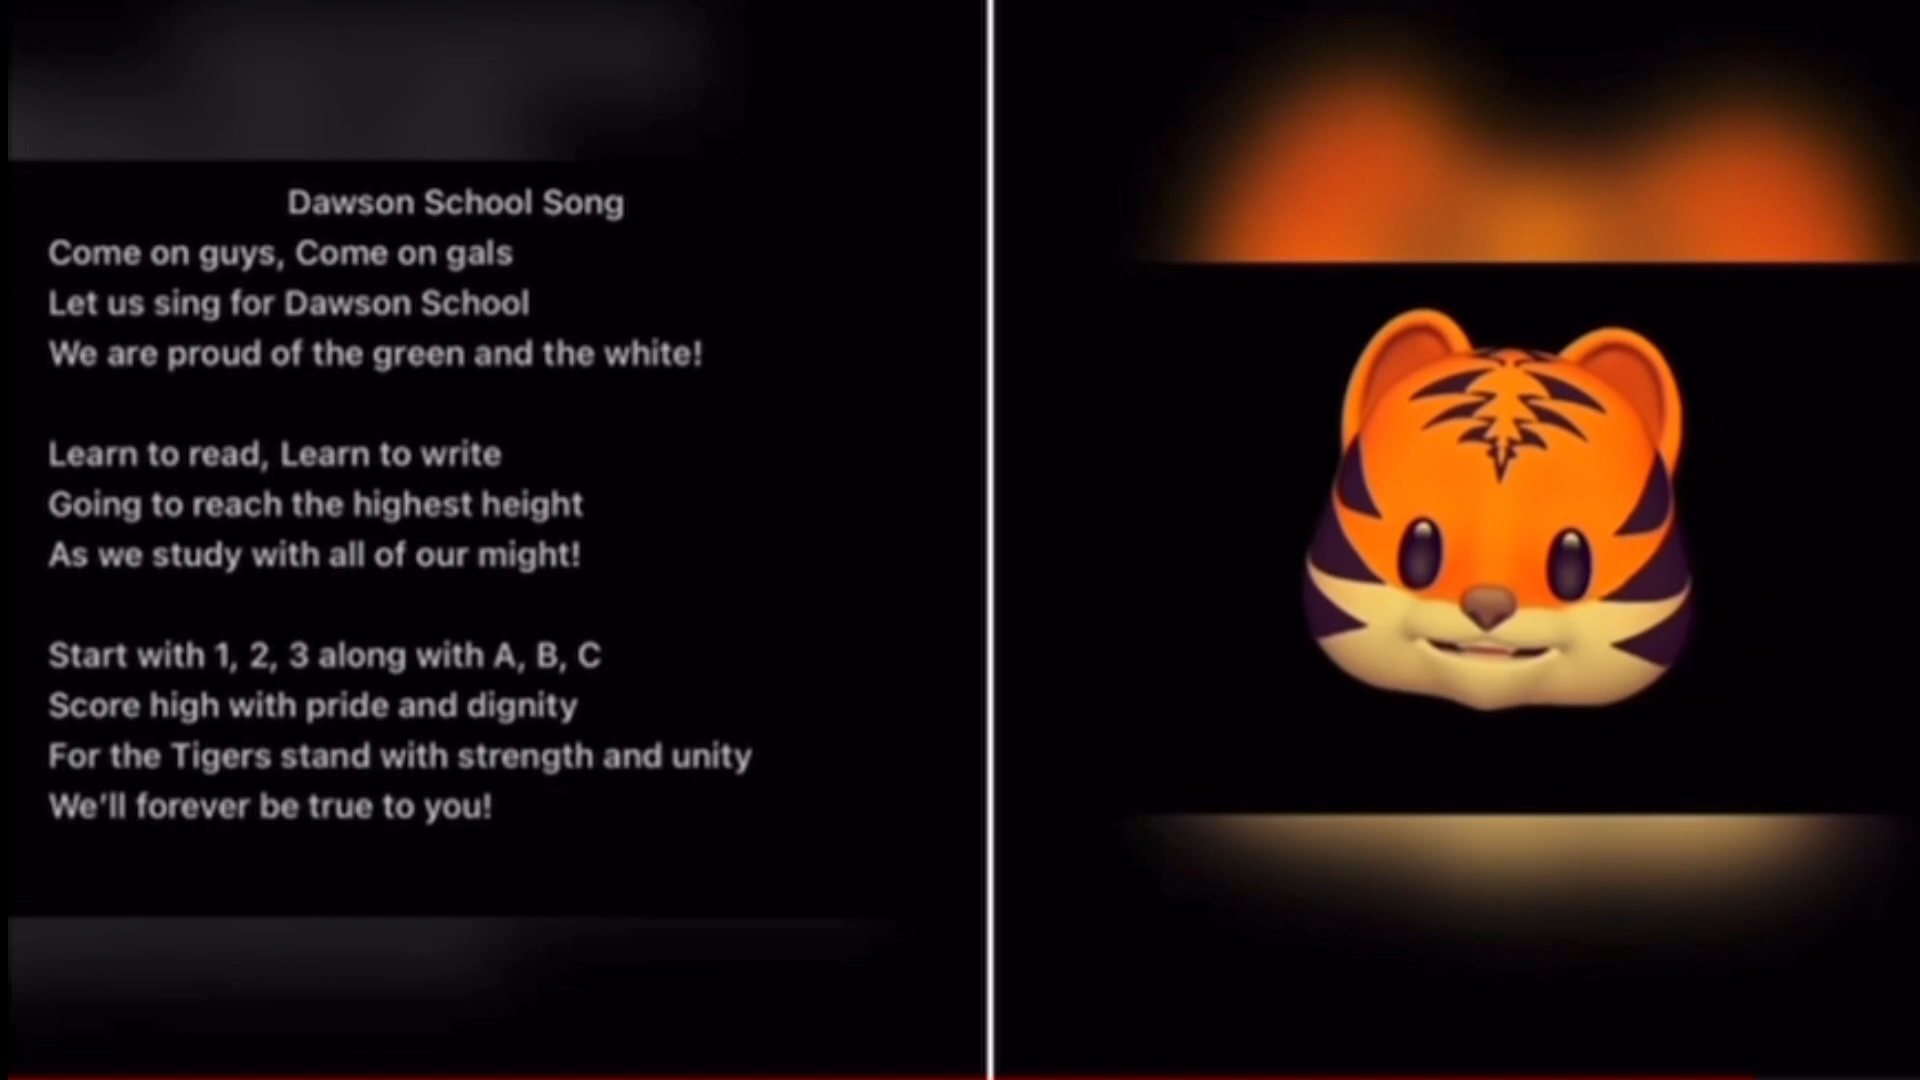 Dawson School Song
Come on guys, Come on gals
Let us sing for Dawson School
We are proud of the green and the white!
Learn to read, Learn to write
Going to reach the highest height
As we study with all of our might!
Start with 1, 2, 3 along with A, B, C
Score high with pride and dignity
For the Tigers stand with strength and unity
We'll forever be true to you!